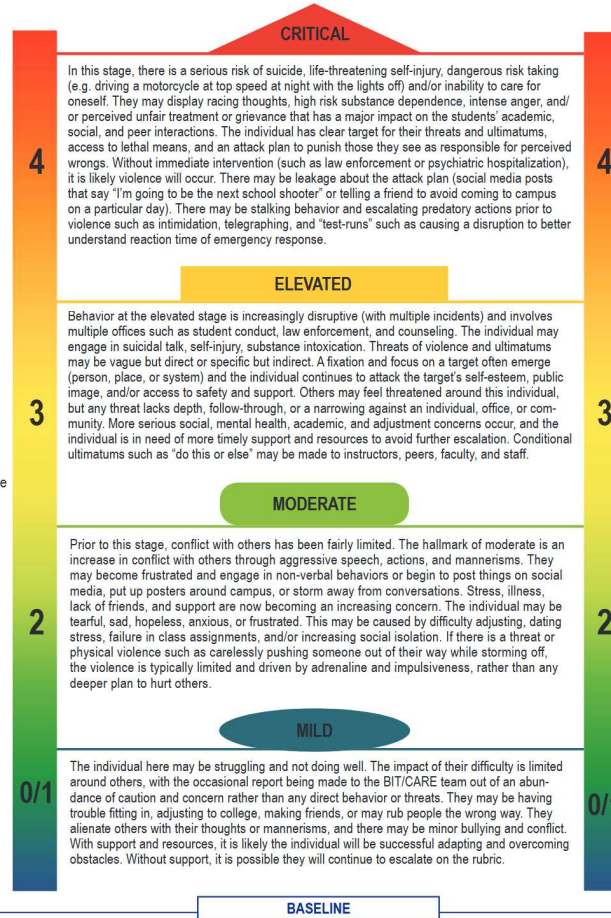 CRITICAL
In this stage, there is a serious risk of suicide, life-threatening self-injury, dangerous risk taking
(e.g. driving a motorcycle at top speed at night with the lights off) and/or inability to care for
oneself. They may display racing thoughts, high risk substance dependence, intense anger, and/
or perceived unfair treatment or grievance that has a major impact on the students' academic,
social, and peer interactions. The individual has clear target for their threats and ultimatums,
access to lethal means, and an attack plan to punish those they see as responsible for perceived
wrongs. Without immediate intervention (such as law enforcement or psychiatric hospitalization),
it is likely violence will occur. There may be leakage about the attack plan (social media posts
that say "I'm going to be the next school shooter" or telling a friend to avoid coming to campus
on a particular day). There may be stalking behavior and escalating predatory actions prior to
violence such as intimidation, telegraphing, and "test-runs" such as causing a disruption to better
understand reaction time of emergency response.
4
4
ELEVATED
Behavior at the elevated stage is increasingly disruptive (with multiple incidents) and involves
multiple offices such as student conduct, law enforcement, and counseling. The individual may
engage in suicidal talk, self-injury, substance intoxication. Threats of violence and ultimatums
may be vague but direct or specific but indirect. A fixation and focus on a target often emerge
(person, place, or system) and the individual continues to attack the target's self-esteem, public
image, and/or access to safety and support. Others may feel threatened around this individual,
but any threat lacks depth, follow-through, or a narrowing against an individual, office, or com-
munity. More serious social, mental health, academic, and adjustment concerns occur, and the
individual is in need of more timely support and resources to avoid further escalation. Conditional
ultimatums such as "do this or else" may be made to instructors, peers, faculty, and staff.
3
3
e
MODERATE
Prior to this stage, conflict with others has been fairly limited. The hallmark of moderate is an
increase in conflict with others through aggressive speech, actions, and mannerisms. They
may become frustrated and engage in non-verbal behaviors or begin to post things on social
media, put up posters around campus, or storm away from conversations. Stress, illness,
lack of friends, and support are now becoming an increasing concern. The individual may be
tearful, sad, hopeless, anxious, or frustrated. This may be caused by difficulty adjusting, dating
stress, failure in class assignments, and/or increasing social isolation. If there is a threat or
physical violence such as carelessly pushing someone out of their way while storming off,
the violence is typically limited and driven by adrenaline and impulsiveness, rather than any
deeper plan to hurt others.
2
2
MILD
The individual here may be struggling and not doing well. The impact of their difficulty is limited
around others, with the occasional report being made to the BIT/CARE team out of an abun-
dance of caution and concern rather than any direct behavior or threats. They may be having
trouble fitting in, adjusting to college, making friends, or may rub people the wrong way. They
alienate others with their thoughts or mannerisms, and there may be minor bullying and conflict.
With support and resources, it is likely the individual will be successful adapting and overcoming
obstacles. Without support, it is possible they will continue to escalate on the rubric.
0/1
0/
BASELINE